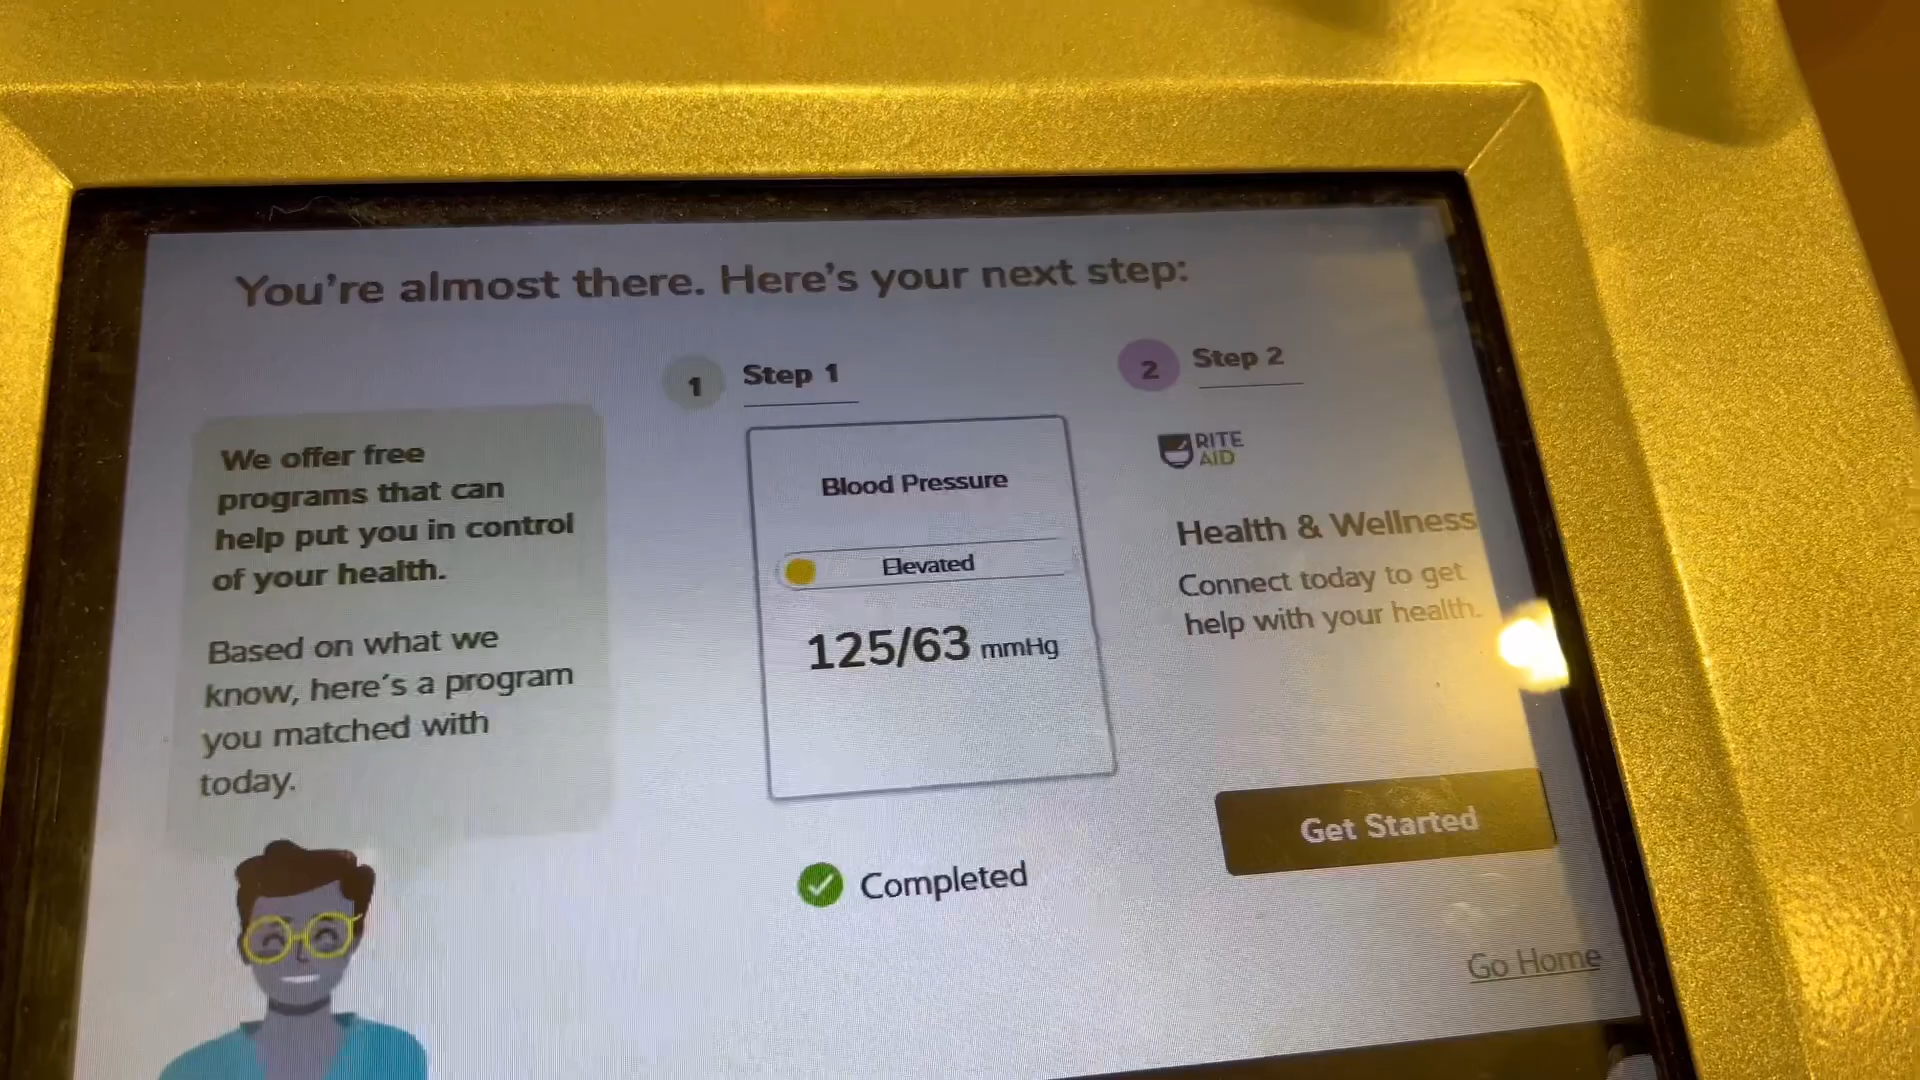 You're almost there. Here's your next step:
We offer free
programs that can
help put you in control
of your health.
Based on what we
know, here's a program
you matched with
today.
1 Step 1
Blood Pressure
Elevated
125/63 mmHg
Completed
2 Step 2
RITE
AID
Health & Wellness
Connect today to get
help with your health.
Get Started
Go Home